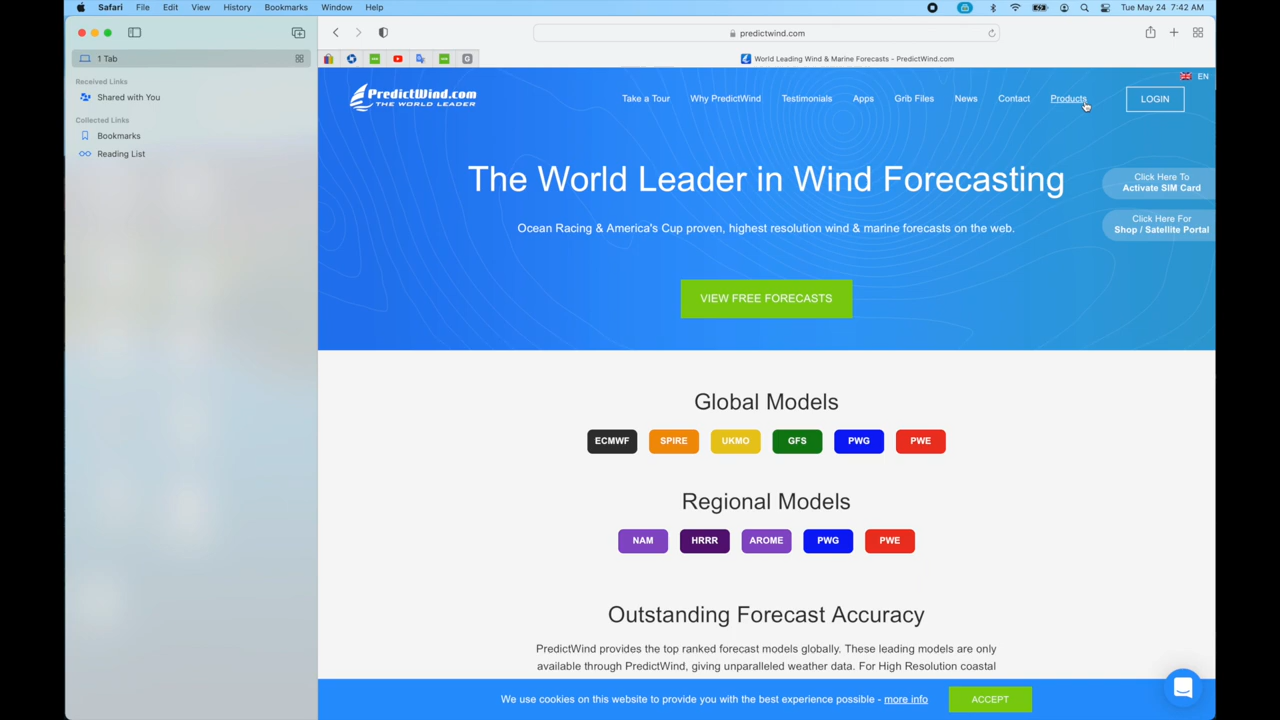 Safari File Edit View History Bookmarks Window Help
Tue May 24 7:42 AM
predictwind.com
1 Tab
World Leading Wind & Marine Forecasts - PredictWind.com
Received Links
Shared with You
Collected Links
Bookmarks
Reading List
EN
PredictWind.com
THE WORLD LEADER
Take a Tour Why PredictWind Testimonials Apps Grib Files News Contact Products LOGIN
The World Leader in Wind Forecasting
Click Here To
Activate SIM Card
Click Here For
Shop / Satellite Portal
Ocean Racing & America's Cup proven, highest resolution wind & marine forecasts on the web.
VIEW FREE FORECASTS
Global Models
ECMWF SPIRE UKMO GFS PWG PWE
Regional Models
NAM HRRR AROME PWG PWE
Outstanding Forecast Accuracy
PredictWind provides the top ranked forecast models globally. These leading models are only
available through PredictWind, giving unparalleled weather data. For High Resolution coastal
We use cookies on this website to provide you with the best experience possible - more info
ACCEPT